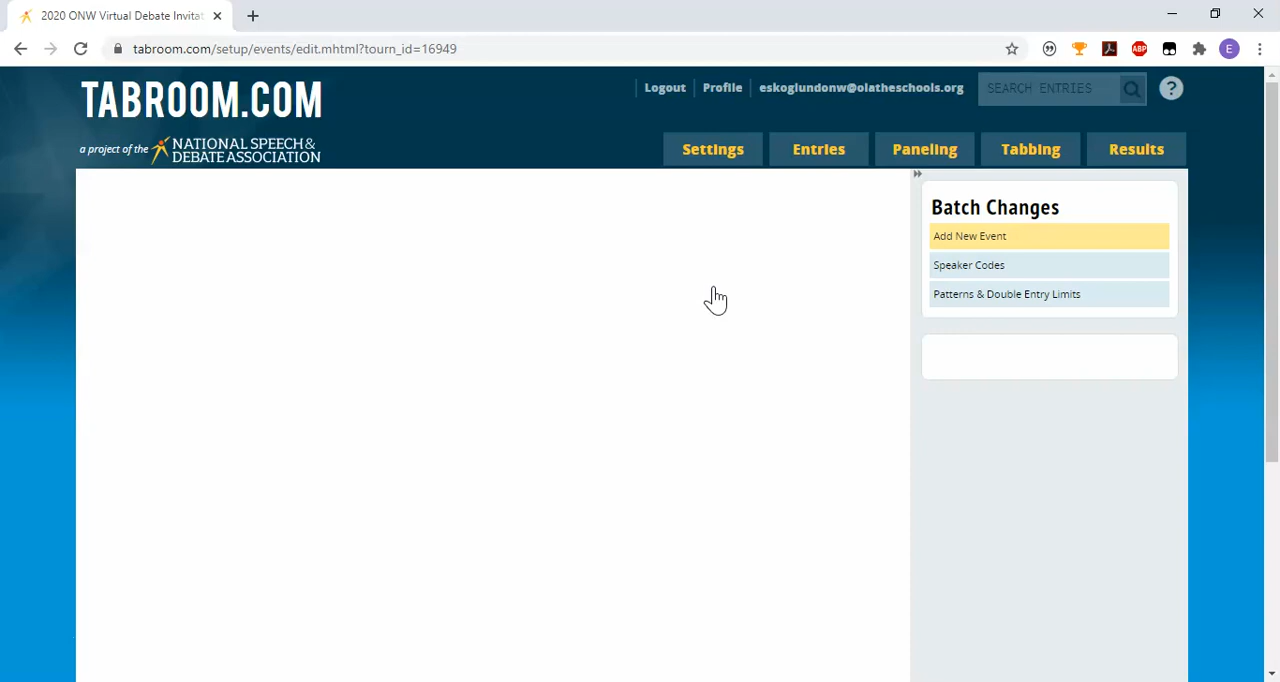 2020 ONW Virtual Debate Invitat
tabroom.com/setup/events/edit.mhtml?tourn_id=16949
ABP
E
TABROOM.COM
a project of the NATIONAL SPEECH & DEBATE ASSOCIATION
Logout Profile eskoglundonw@olatheschools.org SEARCH ENTRIES ?
Settings Entries Paneling Tabbing Results
Batch Changes
Add New Event
Speaker Codes
Patterns & Double Entry Limits